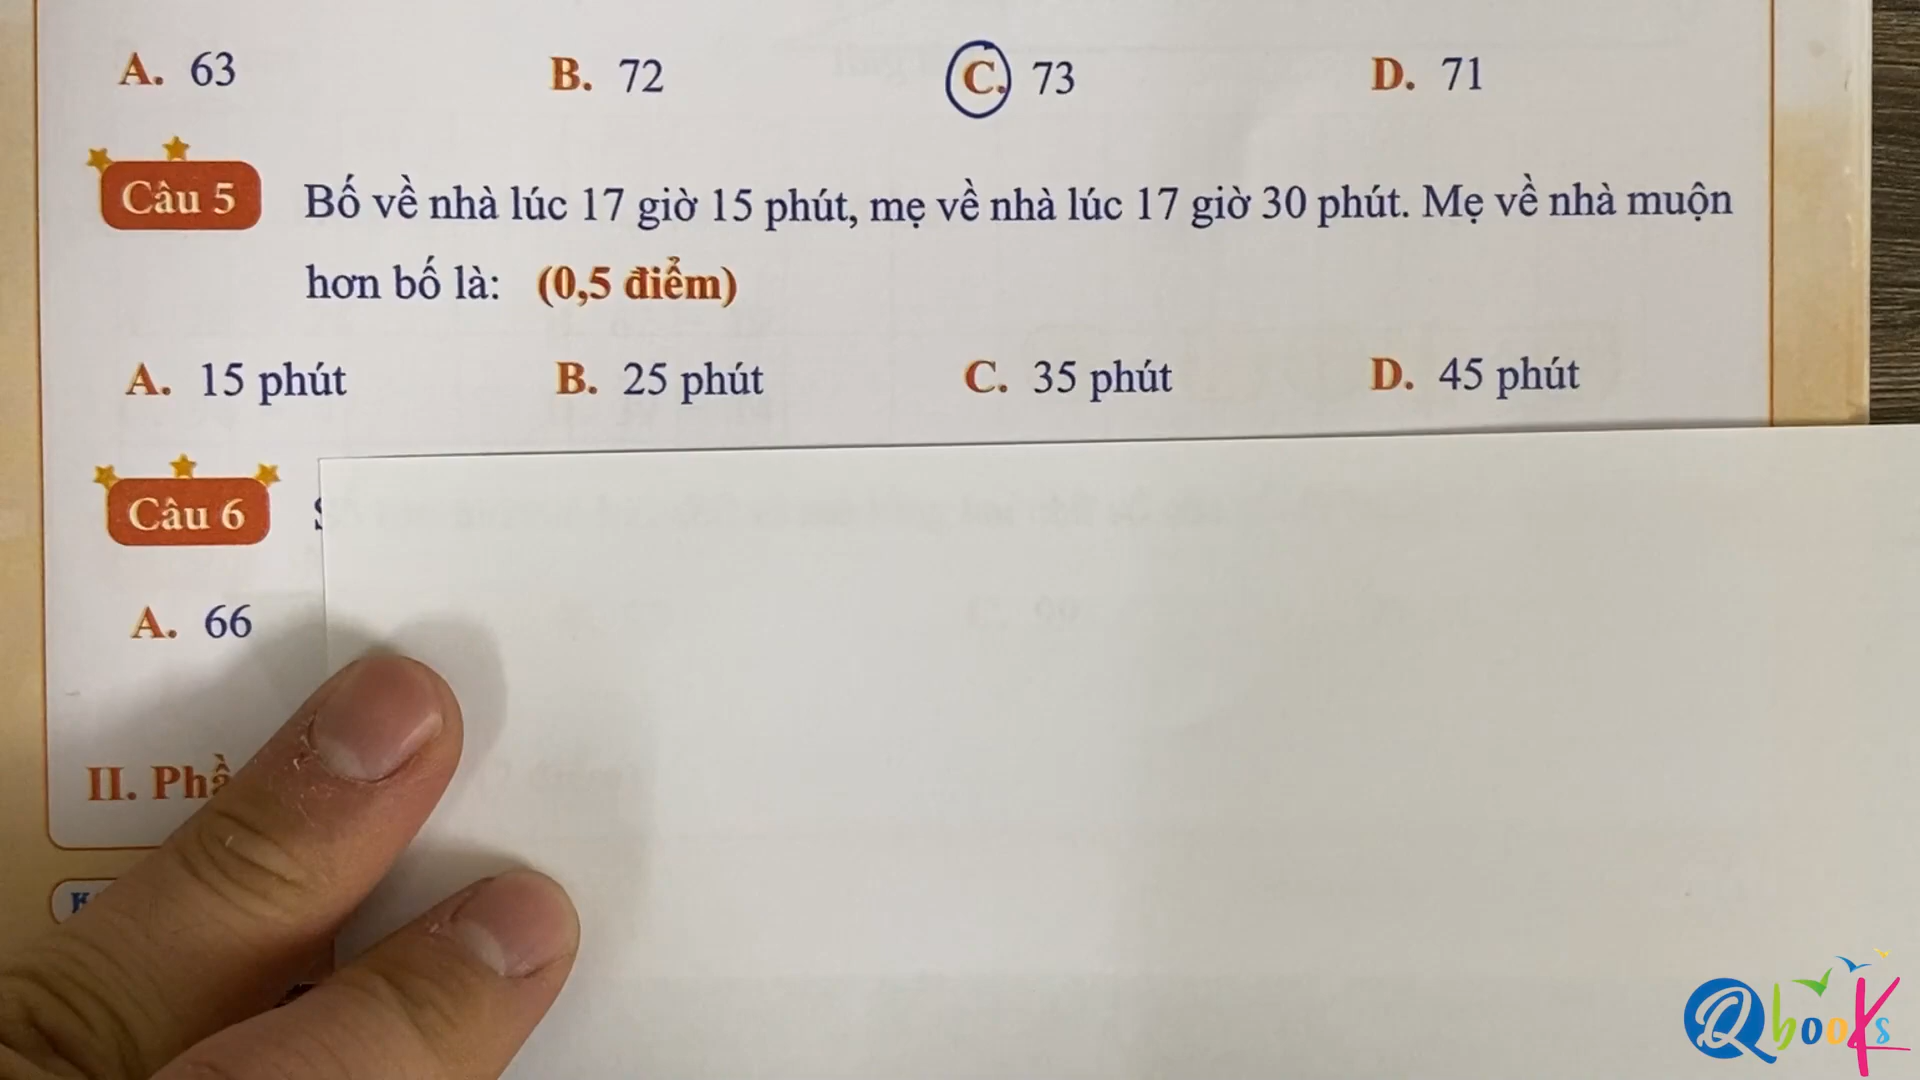 A. 63 B. 72 C. 73 D. 71
Câu 5 Bố về nhà lúc 17 giờ 15 phút, mẹ về nhà lúc 17 giờ 30 phút. Mẹ về nhà muộn
hơn bố là: (0,5 điểm)
A. 15 phút B. 25 phút C. 35 phút D. 45 phút
Câu 6
A. 66
II.
Qbooks